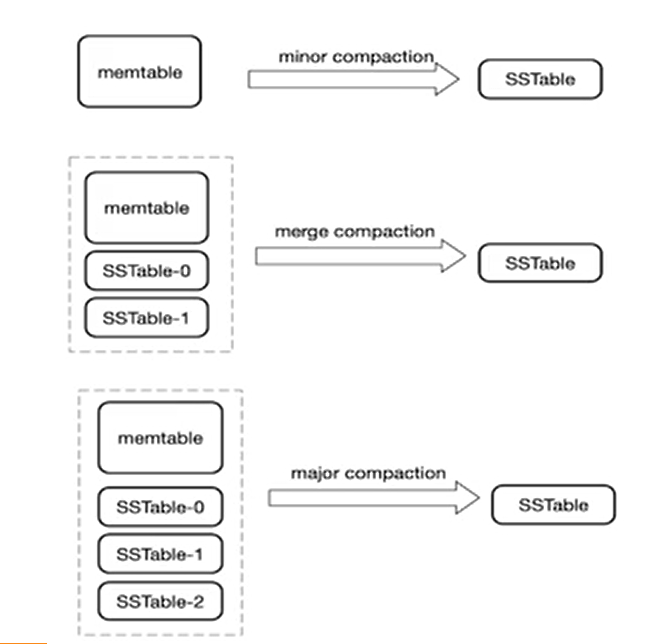 memtable
minor compaction
SSTable
memtable
SSTable-0
SSTable-1
merge compaction
SSTable
memtable
SSTable-0
SSTable-1
SSTable-2
major compaction
SSTable